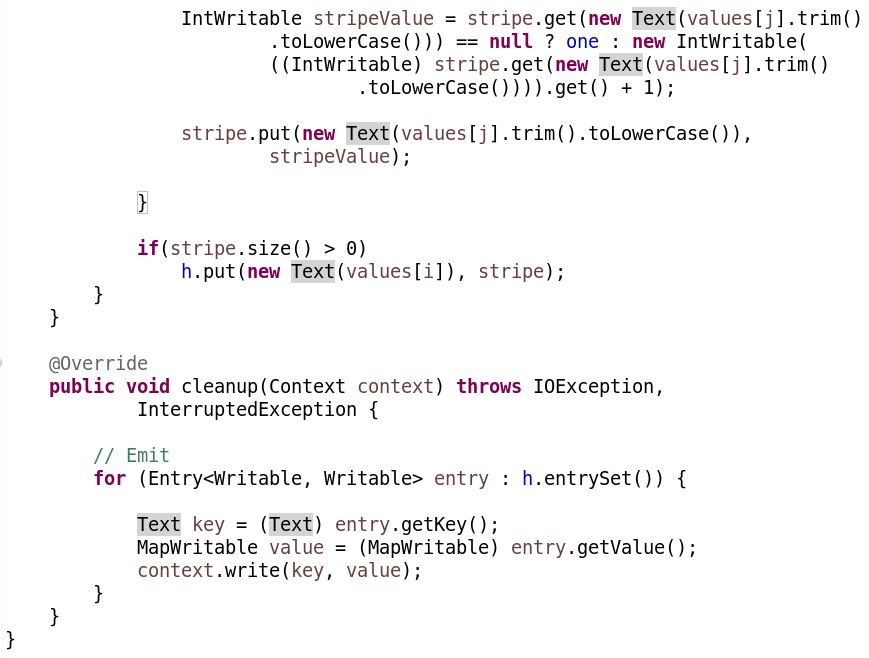 IntWritable stripeValue = stripe.get(new Text(values[j].trim()
.toLowerCase())) == null ? one : new IntWritable(
((IntWritable) stripe.get(new Text(values[j].trim()
.toLowerCase()))).get() + 1);
stripe.put(new Text(values[j].trim().toLowerCase()),
stripeValue);
}
if(stripe.size() > 0)
h.put(new Text(values[i]), stripe);
}
}
@Override
public void cleanup(Context context) throws IOException,
InterruptedException {
// Emit
for (Entry<Writable, Writable> entry : h.entrySet()) {
Text key = (Text) entry.getKey();
MapWritable value = (MapWritable) entry.getValue();
context.write(key, value);
}
}
}